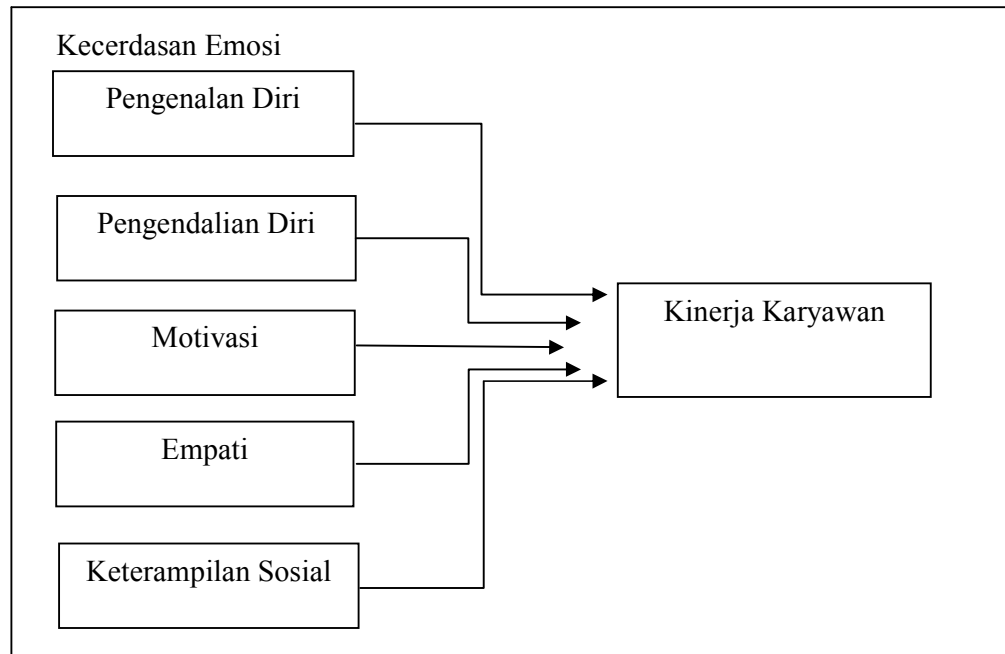 Kecerdasan Emosi
Pengenalan Diri
Pengendalian Diri
Motivasi
Empati
Keterampilan Sosial
Kinerja Karyawan